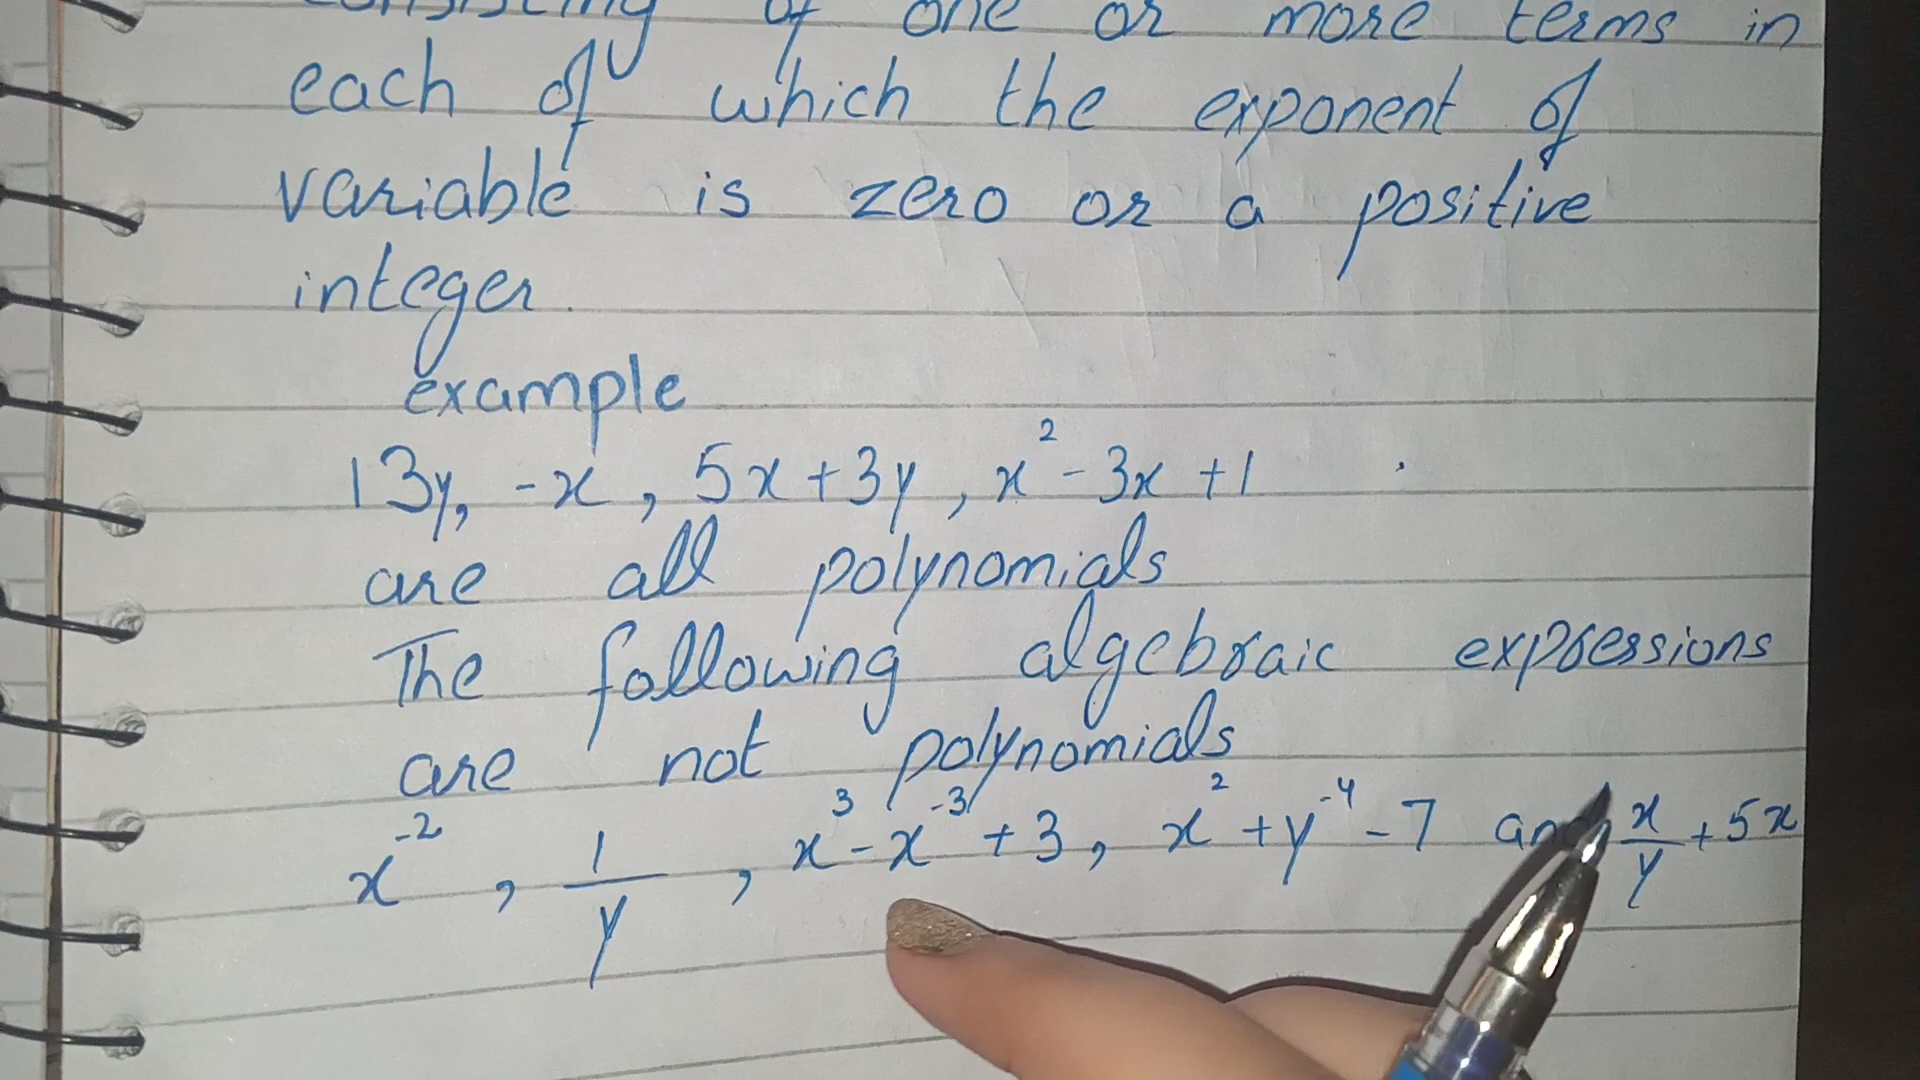 consisting of one or more terms in
each of which the exponent of
variable is zero or a positive
integer.
example
13y, -x, 5x+3y, x² - 3x +1
are all polynomials
The following algebraic expressions
are not polynomials
x⁻², 1/y, x³-x⁻³+3, x²+y⁻⁴-7 and x/y+5x